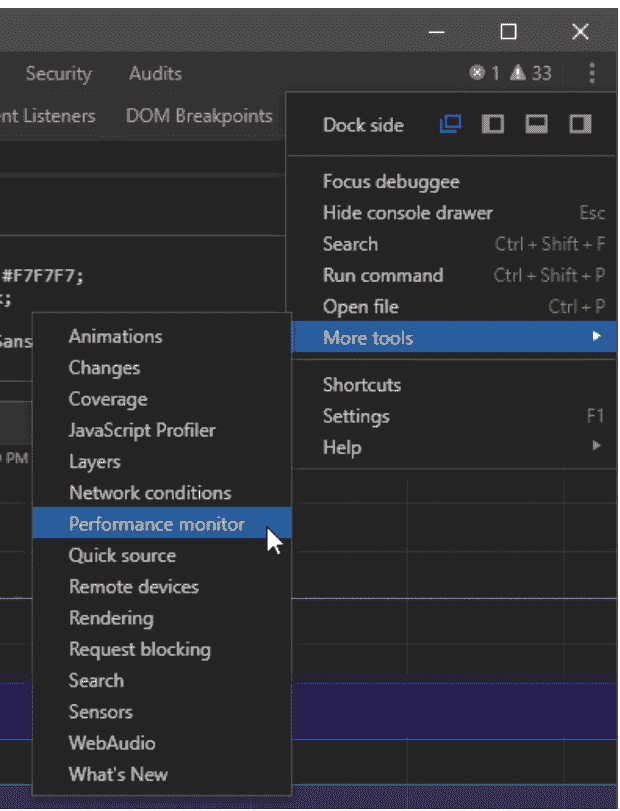 Security Audits 1 33
nt Listeners DOM Breakpoints
Dock side
Focus debuggee
Hide console drawer Esc
Search Ctrl + Shift + F
#F7F7F7;
Run command Ctrl + Shift + P
;
Open file Ctrl + P
Sans
More tools
Shortcuts
Settings F1
Help
PM
Animations
Changes
Coverage
JavaScript Profiler
Layers
Network conditions
Performance monitor
Quick source
Remote devices
Rendering
Request blocking
Search
Sensors
WebAudio
What's New